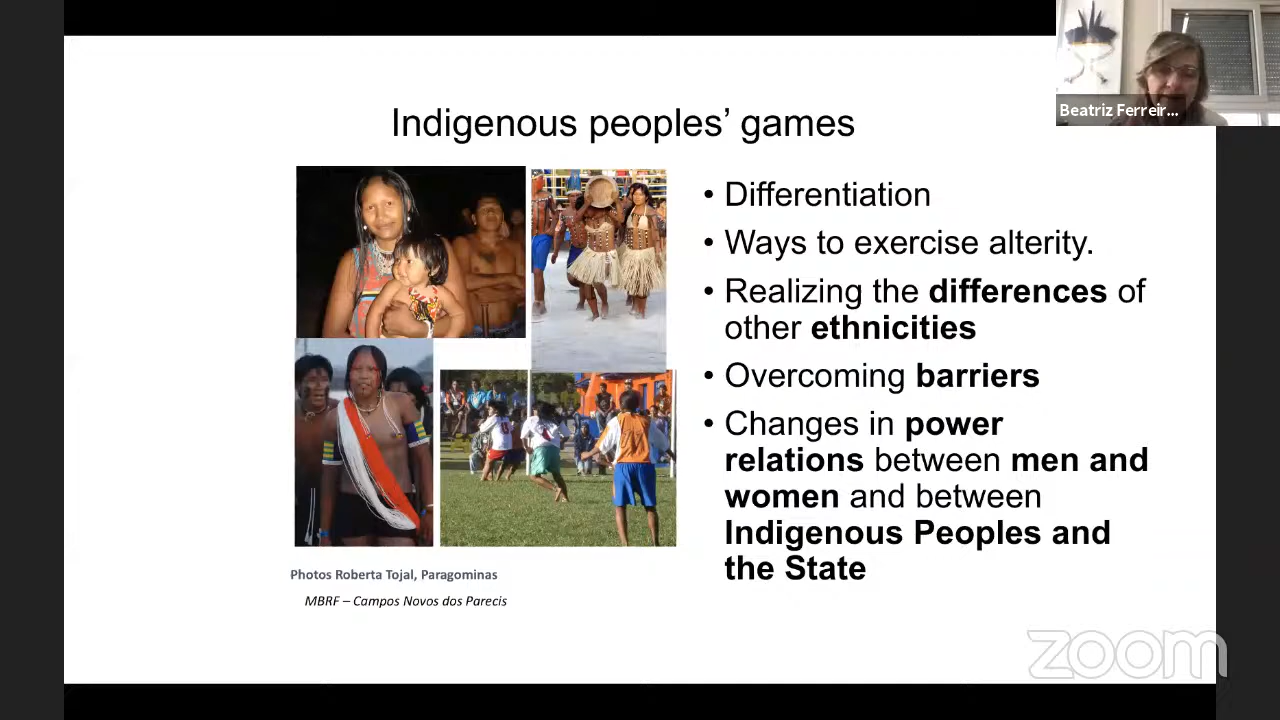 Beatriz Ferreir...
Indigenous peoples’ games
• Differentiation
• Ways to exercise alterity.
• Realizing the differences of
other ethnicities
• Overcoming barriers
• Changes in power
relations between men and
women and between
Indigenous Peoples and
the State
Photos Roberta Tojal, Paragominas
MBRF – Campos Novos dos Parecis
zoom